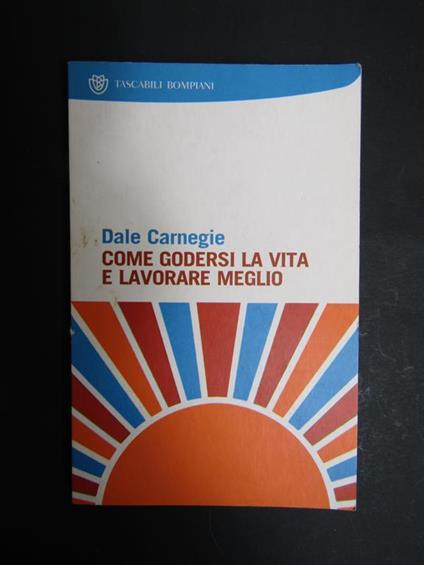 TASCABILI BOMPIANI
Dale Carnegie
COME GODERSI LA VITA
E LAVORARE MEGLIO